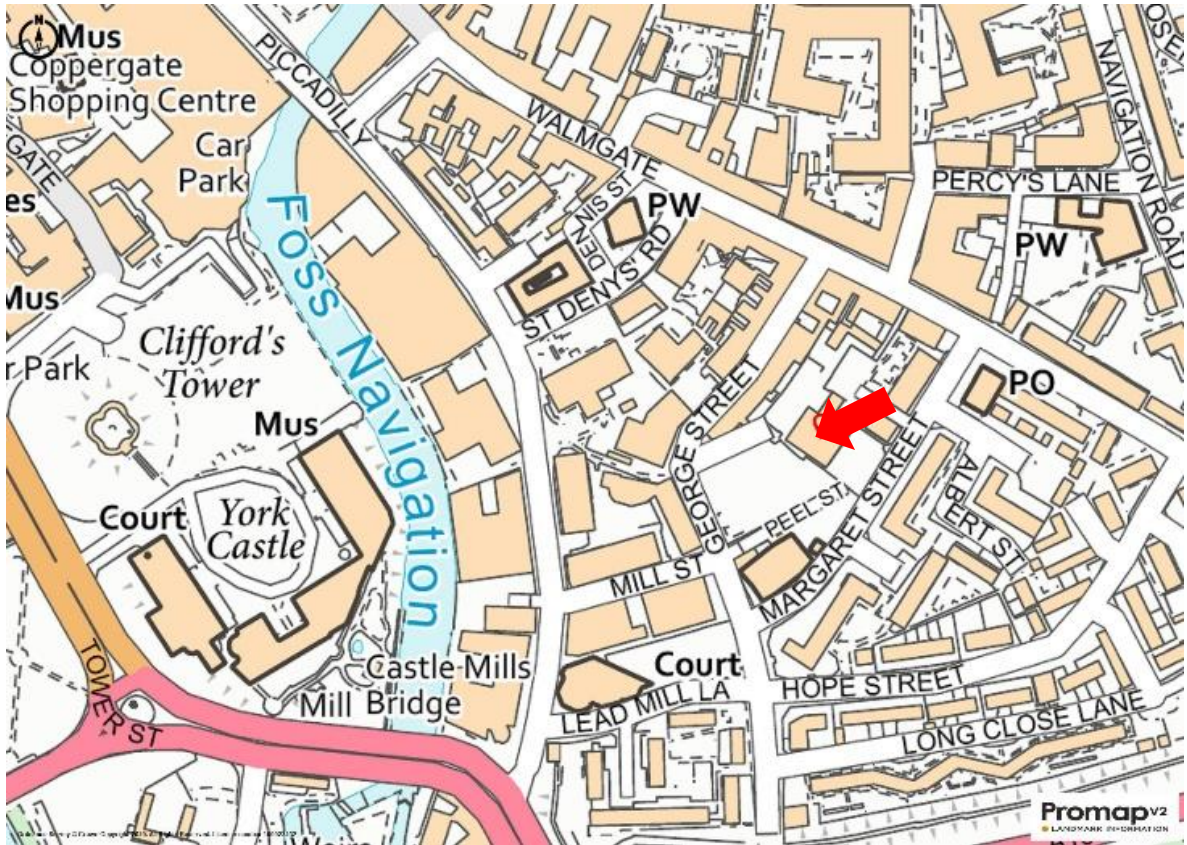 N
Mus
Coppergate
Shopping Centre
PICCADILLY
Car
Park
WALMGATE
NAVIGATION ROAD
PERCY'S LANE
GATE
es
PW
DENNIS ST
PW
ST DENYS' RD
Foss Navigation
Mus
Clifford's
Tower
r Park
PO
Mus
GEORGE STREET
MARGARET STREET
ALBERT ST
Court
York
Castle
PEEL ST
MILL ST
Castle Mills
Mill Bridge
Court
LEAD MILL LA
HOPE STREET
LONG CLOSE LANE
TOWER ST
Weirs
Promap V2
LANDMARK INFORMATION